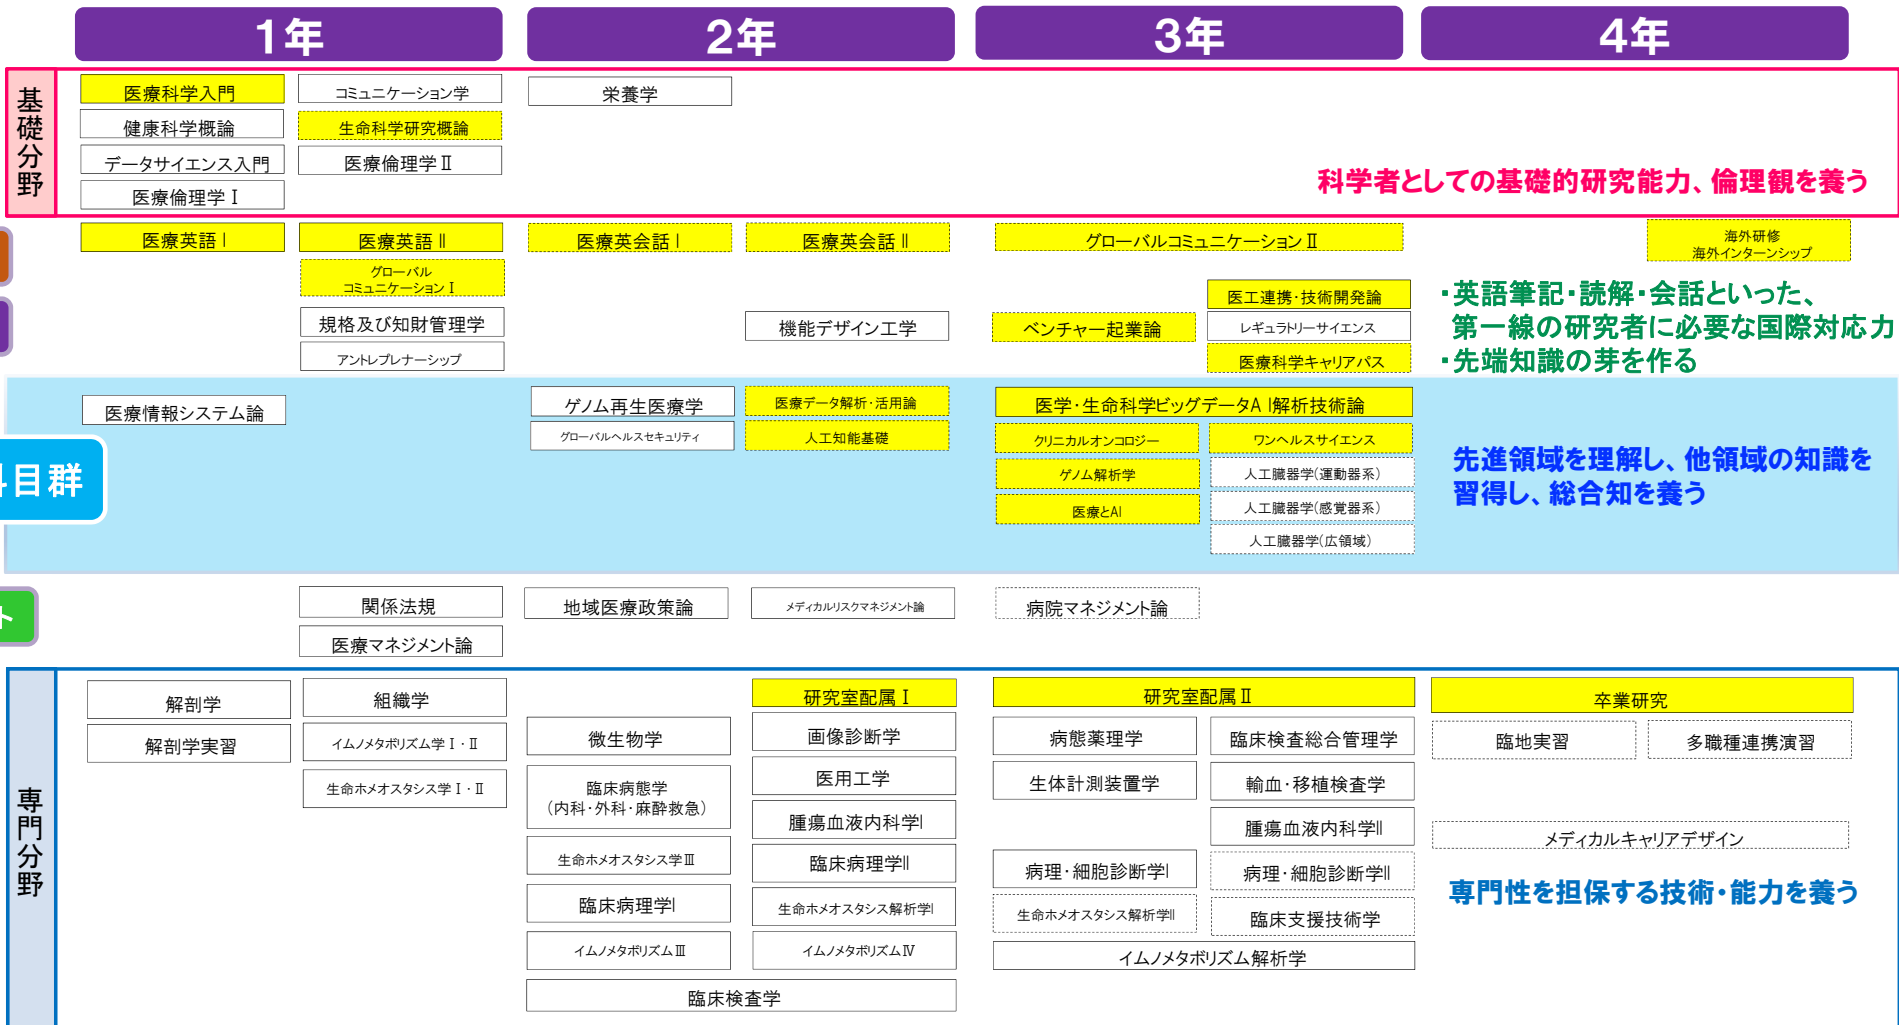 1年
2年
3年
4年
基礎分野
医療科学入門
コミュニケーション学
栄養学
健康科学概論
生命科学研究概論
データサイエンス入門
医療倫理学Ⅱ
医療倫理学Ⅰ
科学者としての基礎的研究能力、倫理観を養う
医療英語Ⅰ
医療英語Ⅱ
医療英会話Ⅰ
医療英会話Ⅱ
グローバルコミュニケーションⅡ
海外研修
海外インターンシップ
グローバル
コミュニケーションⅠ
規格及び知財管理学
アントレプレナーシップ
機能デザイン工学
ベンチャー起業論
医工連携・技術開発論
レギュラトリーサイエンス
医療科学キャリアパス
・英語筆記・読解・会話といった、
第一線の研究者に必要な国際対応力
・先端知識の芽を作る
科目群
医療情報システム論
ゲノム再生医療学
グローバルヘルスセキュリティ
医療データ解析・活用論
人工知能基礎
医学・生命科学ビッグデータAI解析技術論
クリニカルオンコロジー
ワンヘルスサイエンス
ゲノム解析学
人工臓器学(運動器系)
医療とAI
人工臓器学(感覚器系)
人工臓器学(広領域)
先進領域を理解し、他領域の知識を
習得し、総合知を養う
ト
関係法規
医療マネジメント論
地域医療政策論
メディカルリスクマネジメント論
病院マネジメント論
専門分野
解剖学
解剖学実習
組織学
イムノメタボリズム学Ⅰ・Ⅱ
生命ホメオスタシス学Ⅰ・Ⅱ
微生物学
臨床病態学
(内科・外科・麻酔救急)
生命ホメオスタシス学Ⅲ
臨床病理学Ⅰ
イムノメタボリズムⅢ
臨床検査学
研究室配属Ⅰ
画像診断学
医用工学
腫瘍血液内科学Ⅰ
臨床病理学Ⅱ
生命ホメオスタシス解析学Ⅰ
イムノメタボリズムⅣ
研究室配属Ⅱ
病態薬理学
臨床検査総合管理学
生体計測装置学
輸血・移植検査学
腫瘍血液内科学Ⅱ
病理・細胞診断学Ⅰ
病理・細胞診断学Ⅱ
生命ホメオスタシス解析学Ⅱ
臨床支援技術学
イムノメタボリズム解析学
卒業研究
臨地実習
多職種連携演習
メディカルキャリアデザイン
専門性を担保する技術・能力を養う